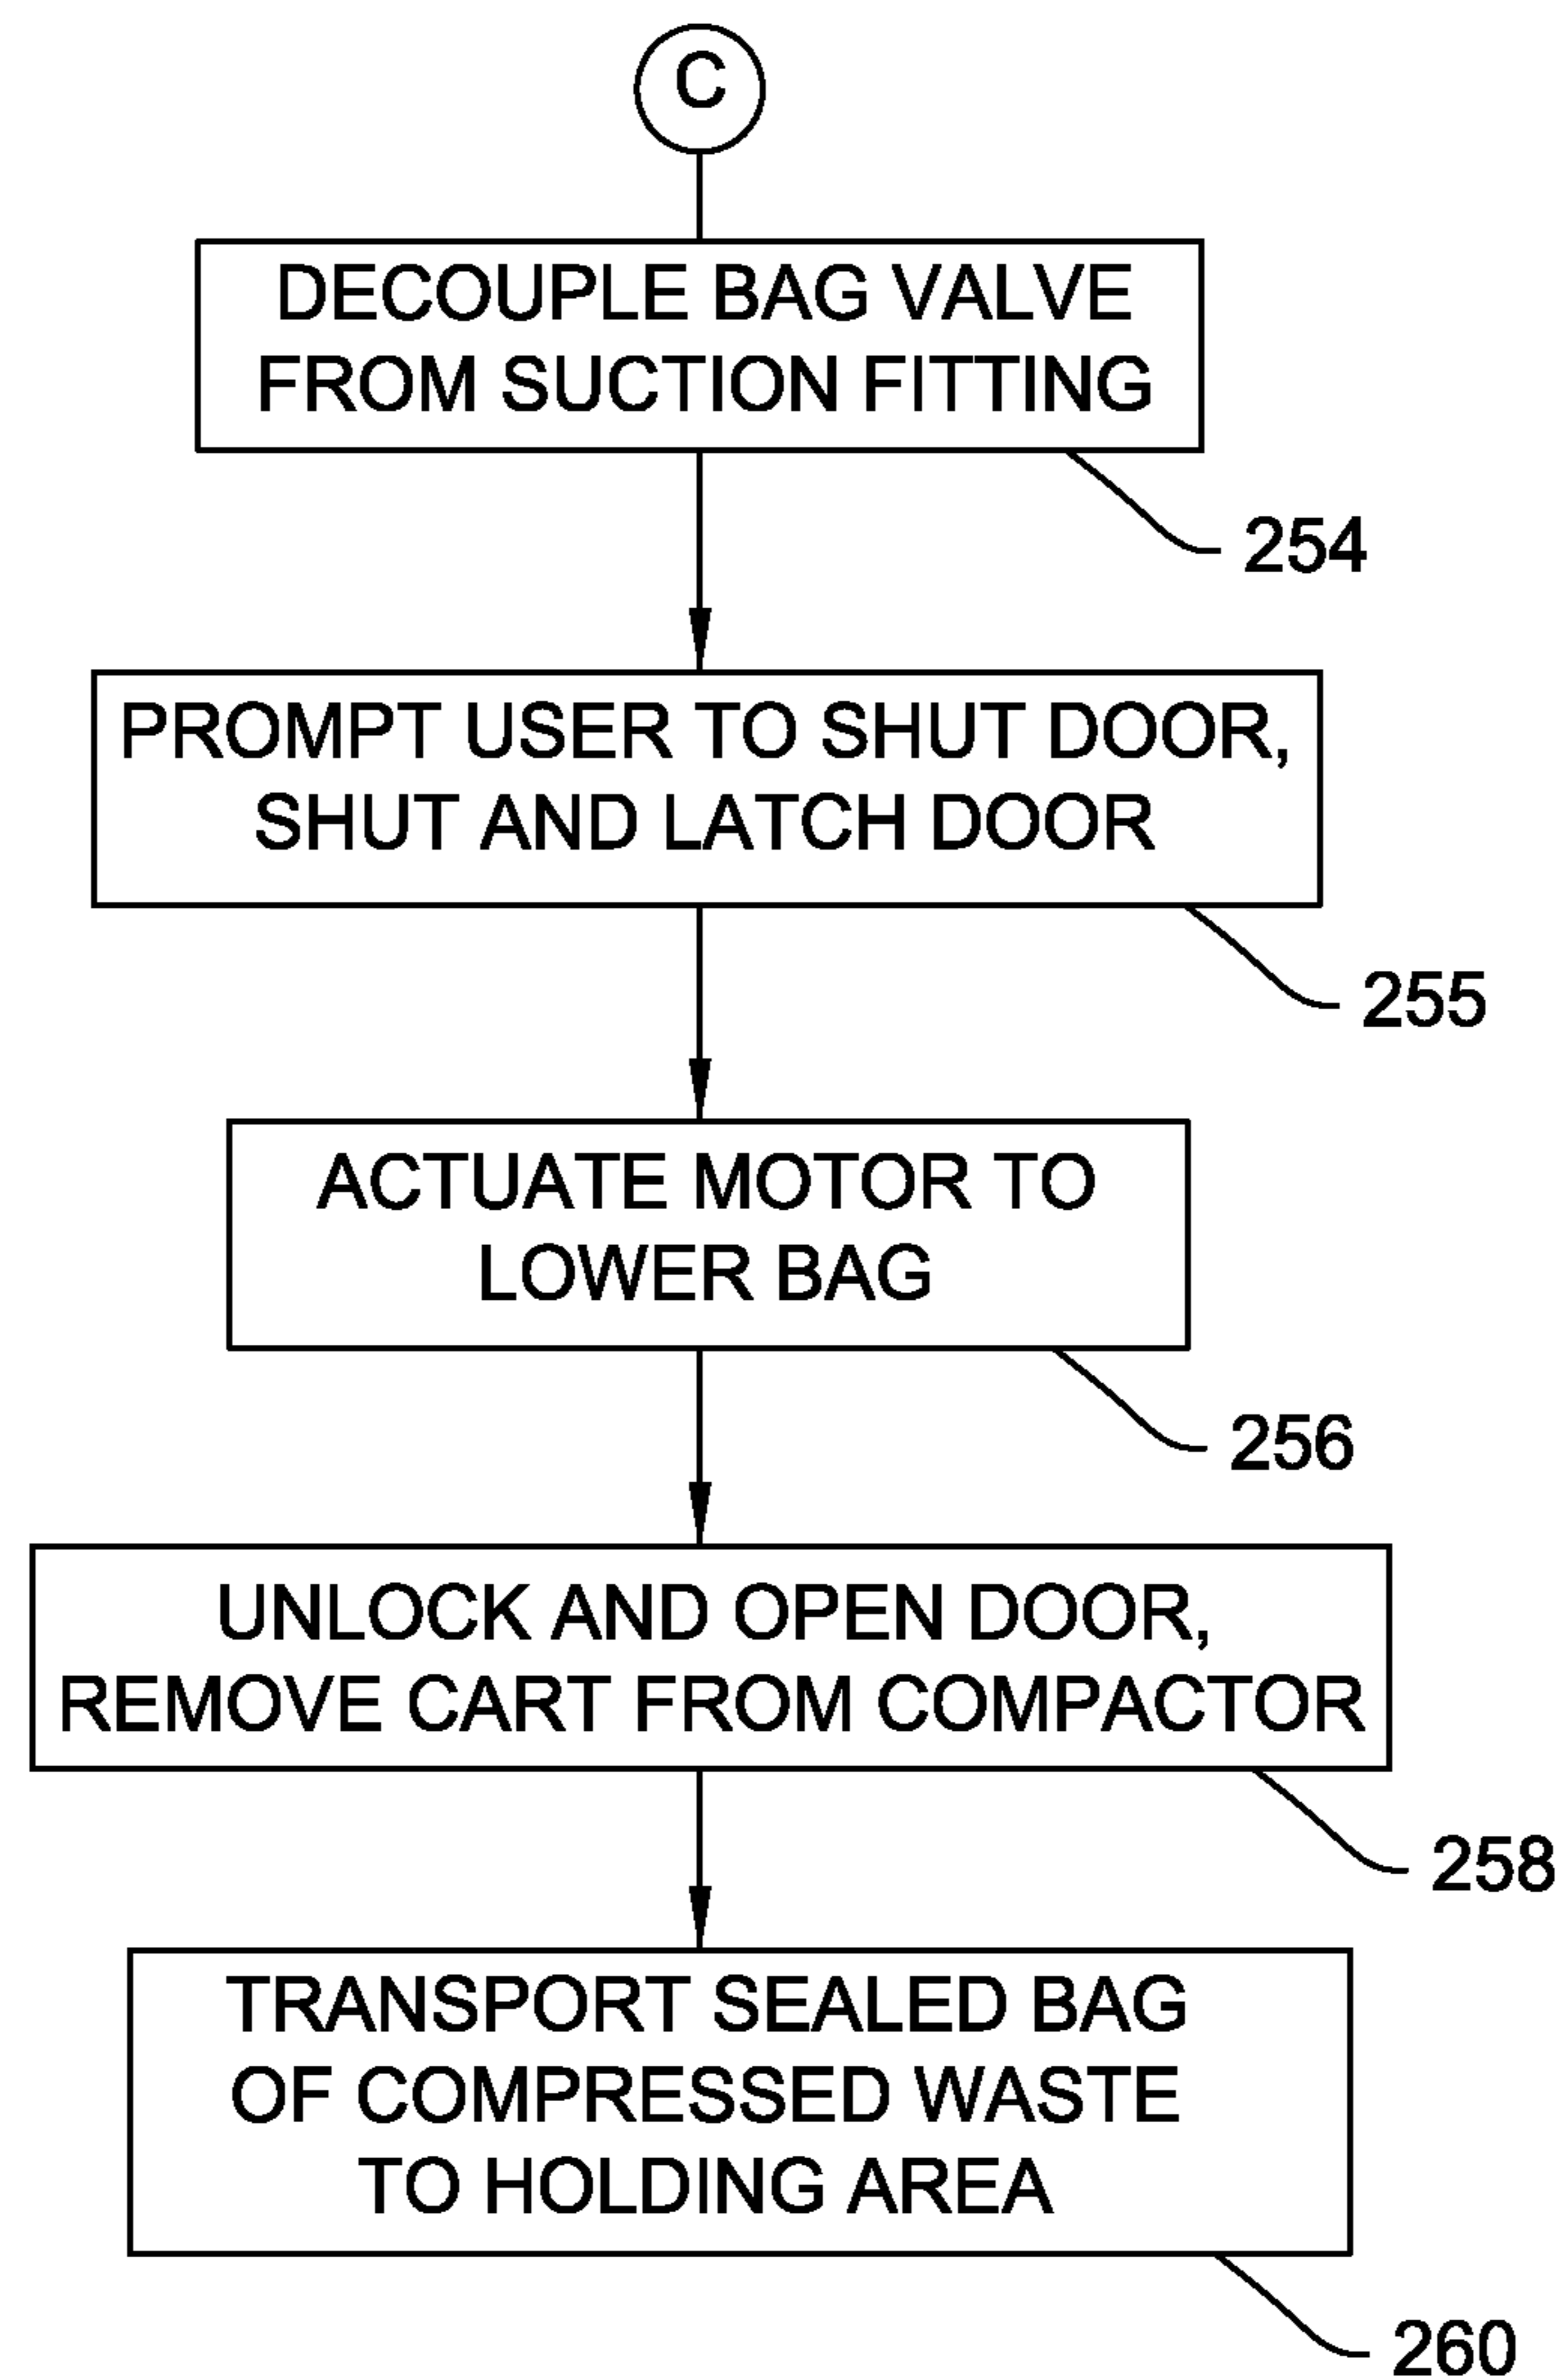 C
DECOUPLE BAG VALVE
FROM SUCTION FITTING
254
PROMPT USER TO SHUT DOOR,
SHUT AND LATCH DOOR
255
ACTUATE MOTOR TO
LOWER BAG
256
UNLOCK AND OPEN DOOR,
REMOVE CART FROM COMPACTOR
258
TRANSPORT SEALED BAG
OF COMPRESSED WASTE
TO HOLDING AREA
260